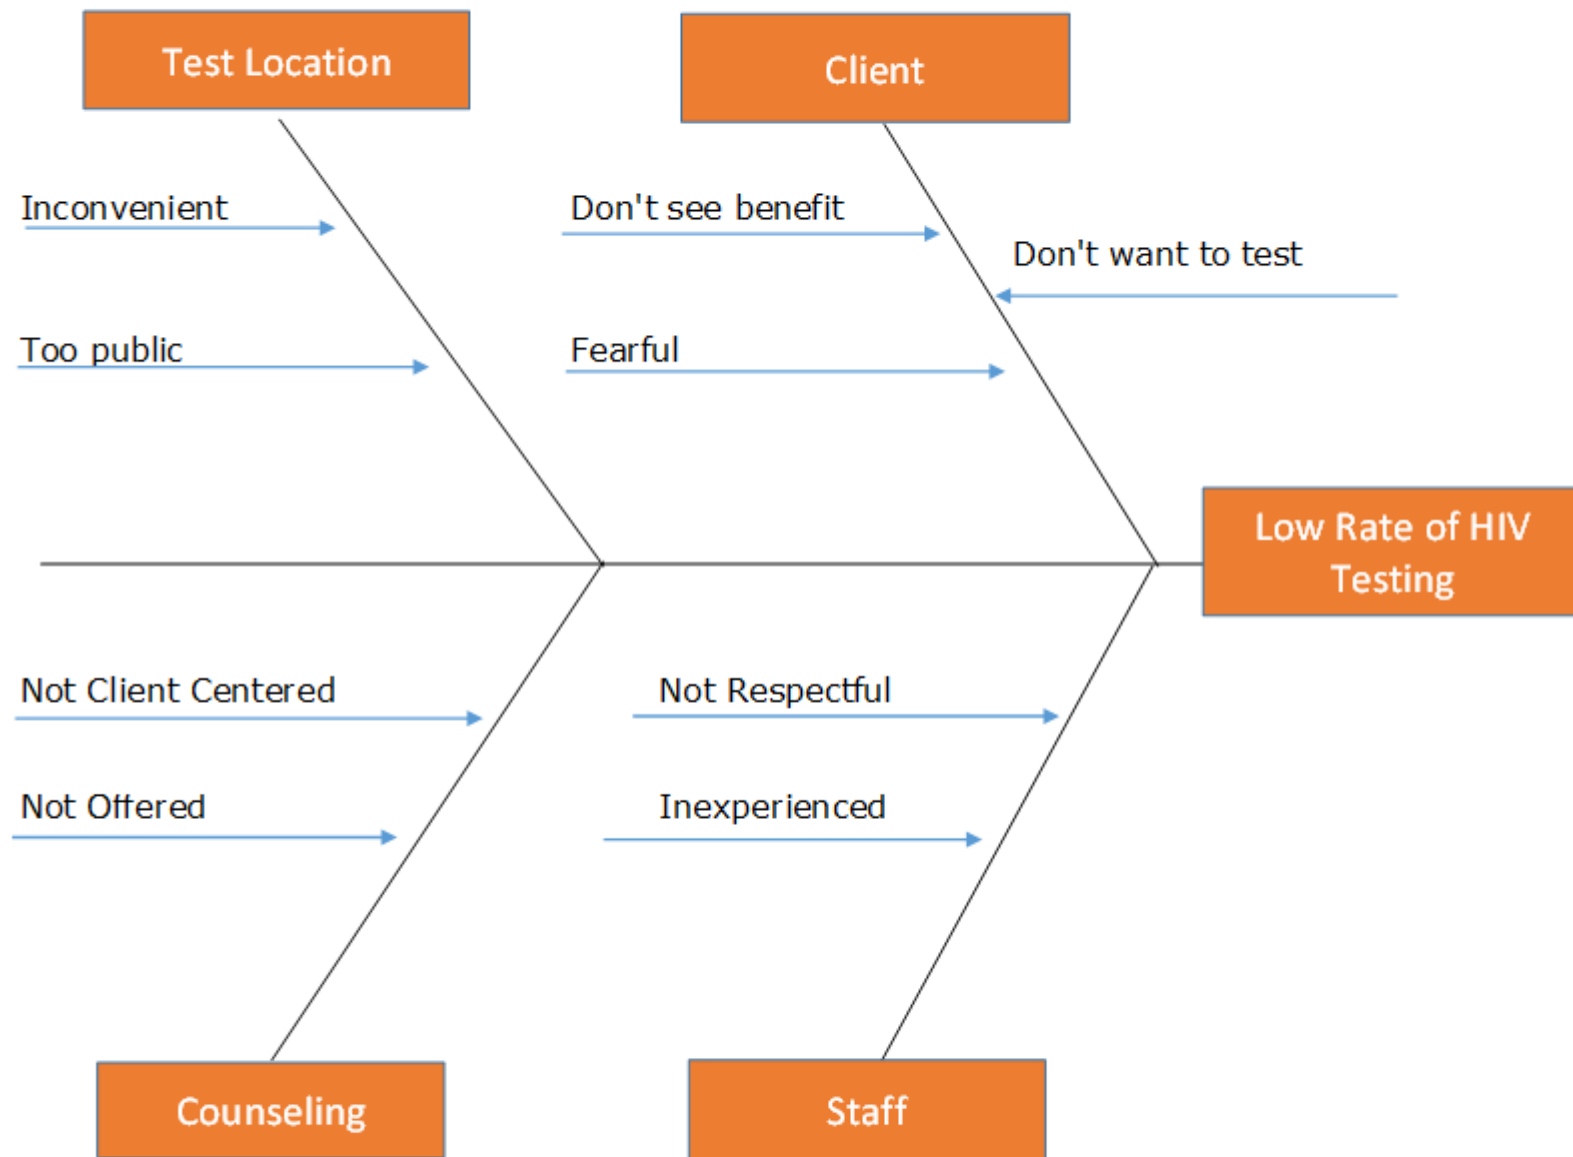 Test Location
Client
Inconvenient
Don't see benefit
Don't want to test
Too public
Fearful
Low Rate of HIV
Testing
Not Client Centered
Not Respectful
Not Offered
Inexperienced
Counseling
Staff